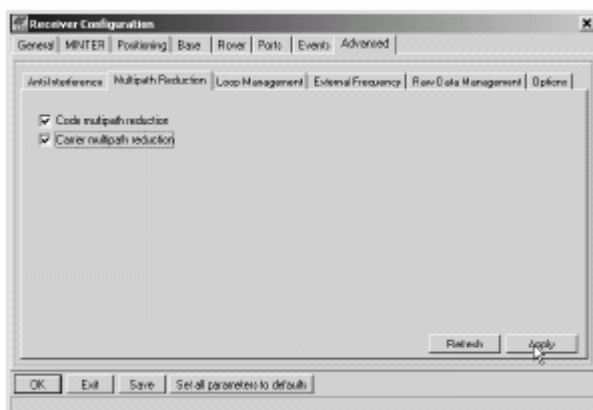 Receiver Configuration
General MINTER Positioning Base Rover Ports Events Advanced
Anti-Interference Multipath Reduction Loop Management External Frequency Raw Data Management Options
Code multipath reduction
Carrier multipath reduction
Refresh Apply
OK Exit Save Set all parameters to defaults